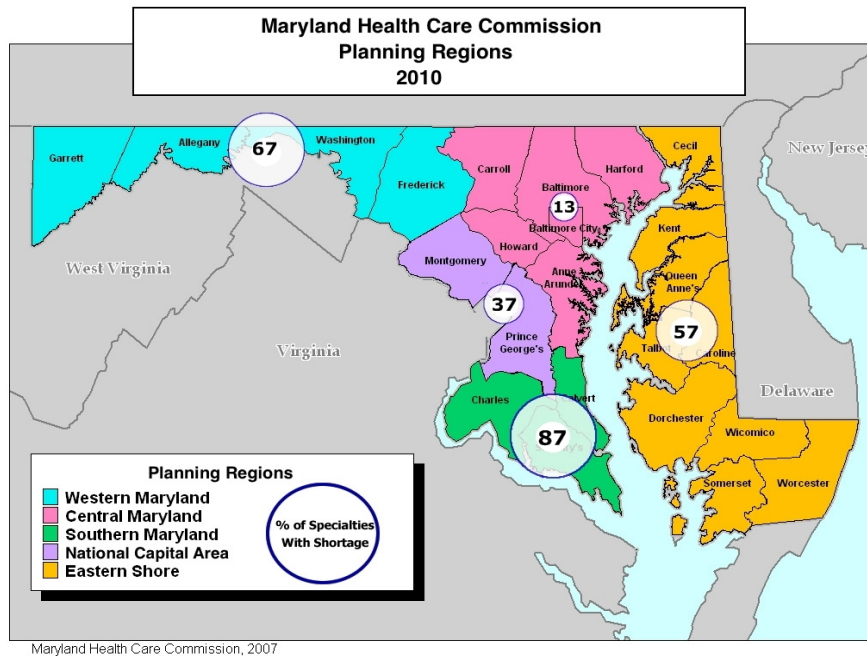 Maryland Health Care Commission
Planning Regions
2010
Garrett
Allegany
67
Washington
Frederick
Carroll
Baltimore
Harford
Cecil
New Jersey
13
Baltimore City
Kent
Howard
Montgomery
Anne
Arundel
Queen
Anne's
West Virginia
37
Virginia
Prince
George's
57
Talbot
Caroline
Delaware
Charles
87
Dorchester
Wicomico
Somerset
Worcester
Planning Regions
Western Maryland
Central Maryland
Southern Maryland
National Capital Area
Eastern Shore
% of Specialties
With Shortage
Maryland Health Care Commission, 2007